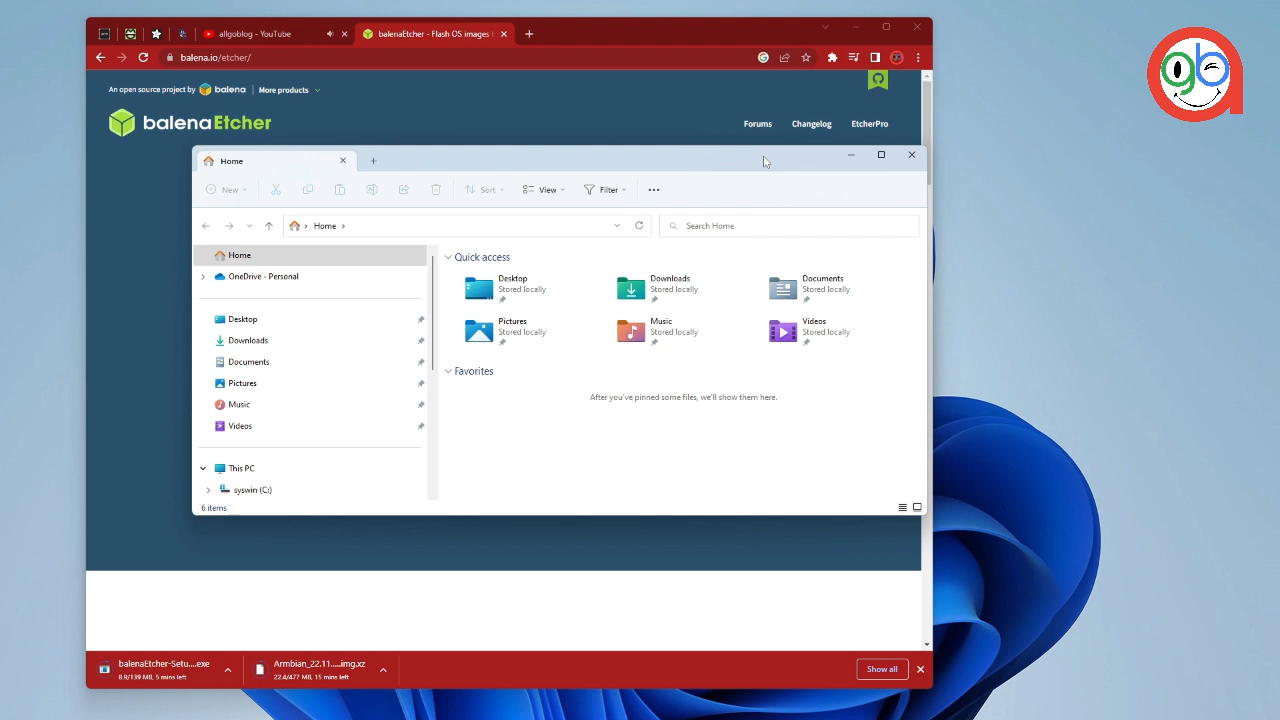 allgoblog - YouTube
balenaEtcher - Flash OS images t
balena.io/etcher/
An open source project by balena
More products
balenaEtcher
Forums
Changelog
EtcherPro
gb
Home
New
Sort
View
Filter
Home
Search Home
Home
OneDrive - Personal
Desktop
Downloads
Documents
Pictures
Music
Videos
This PC
syswin (C:)
Quick access
Desktop
Stored locally
Downloads
Stored locally
Documents
Stored locally
Pictures
Stored locally
Music
Stored locally
Videos
Stored locally
Favorites
After you've pinned some files, we'll show them here.
6 items
balenaEtcher-Setu....exe
8.9/139 MB, 5 mins left
Armbian_22.11.....img.xz
22.4/477 MB, 15 mins left
Show all